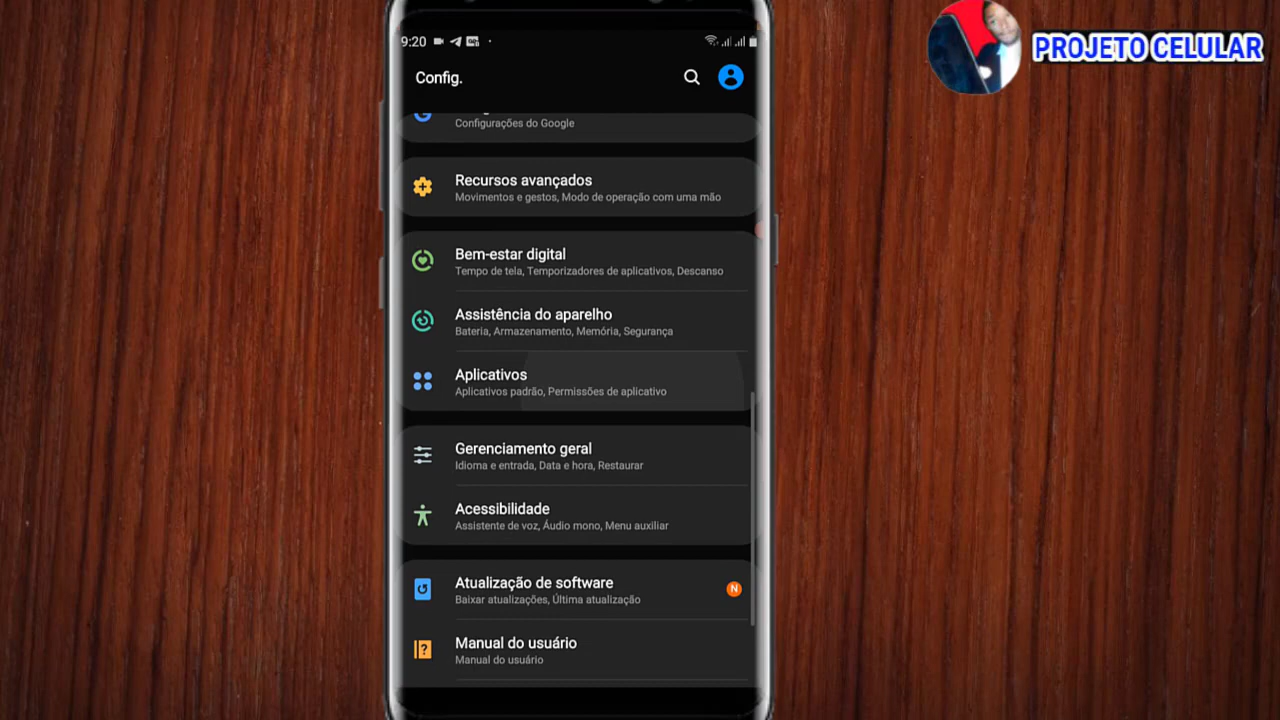 PROJETO CELULAR
9:20
Config.
Configurações do Google
Recursos avançados
Movimentos e gestos, Modo de operação com uma mão
Bem-estar digital
Tempo de tela, Temporizadores de aplicativos, Descanso
Assistência do aparelho
Bateria, Armazenamento, Memória, Segurança
Aplicativos
Aplicativos padrão, Permissões de aplicativo
Gerenciamento geral
Idioma e entrada, Data e hora, Restaurar
Acessibilidade
Assistente de voz, Áudio mono, Menu auxiliar
Atualização de software
N
Baixar atualizações, Última atualização
Manual do usuário
Manual do usuário